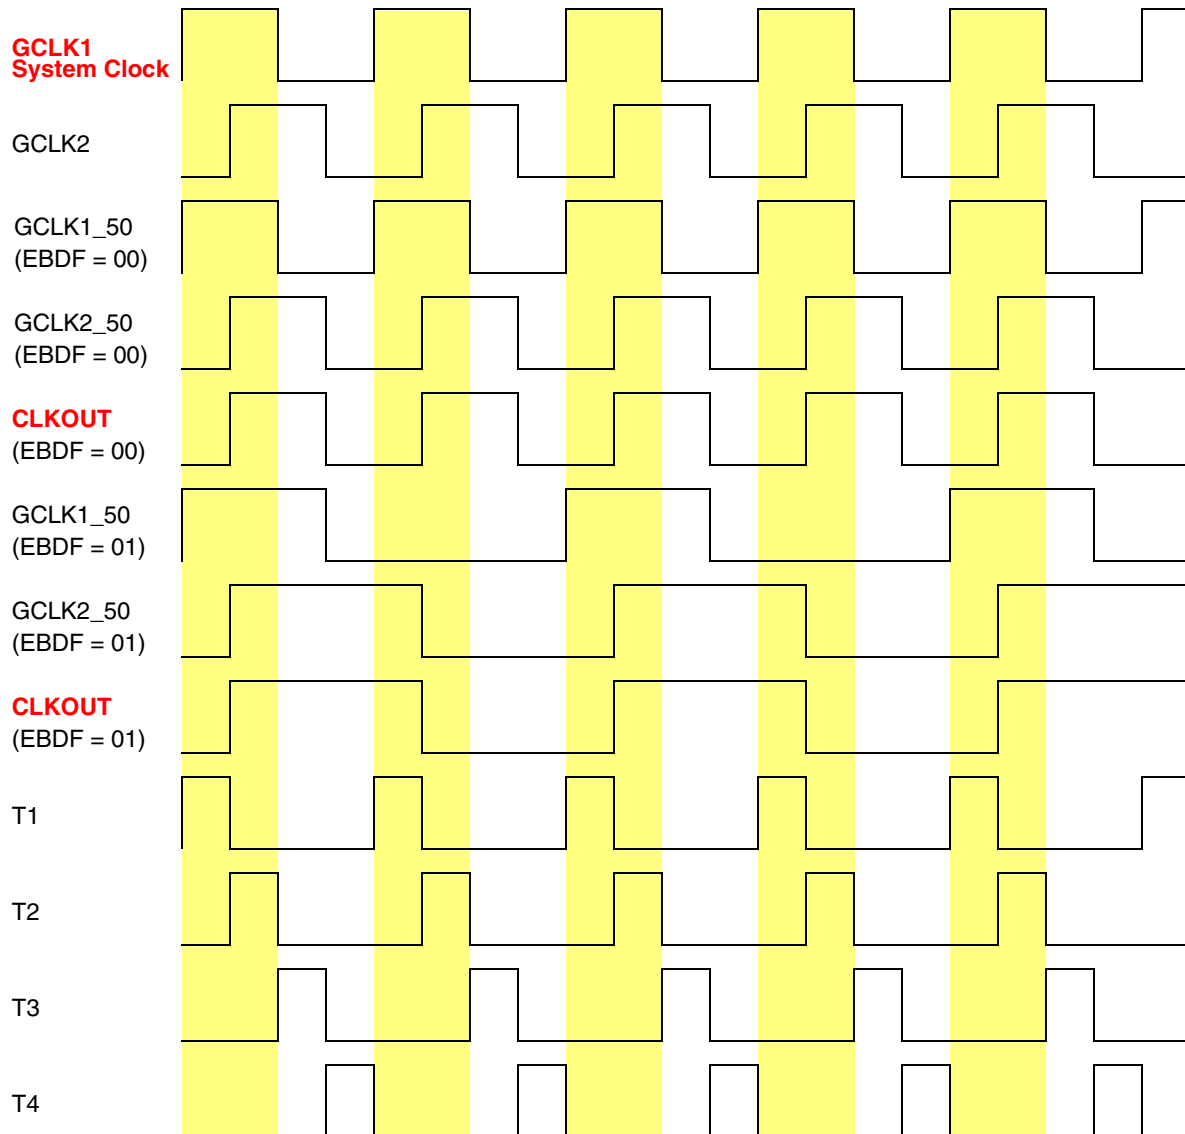 GCLK1
System Clock
GCLK2
GCLK1_50
(EBDF = 00)
GCLK2_50
(EBDF = 00)
CLKOUT
(EBDF = 00)
GCLK1_50
(EBDF = 01)
GCLK2_50
(EBDF = 01)
CLKOUT
(EBDF = 01)
T1
T2
T3
T4